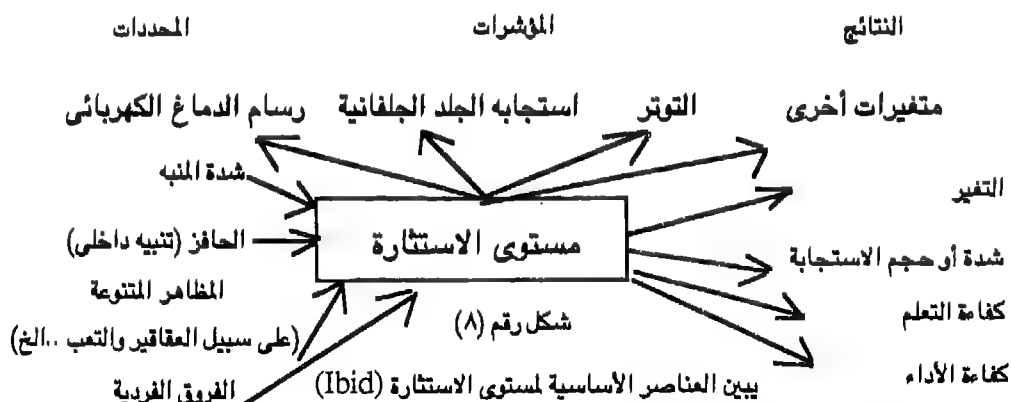 النتائج المؤشرات المحددات
متغيرات أخرى التوتر استجابه الجلد الجلفانية رسام الدماغ الكهربائى
شدة المنبه
التغير
مستوى الاستثارة
الحافز (تنبيه داخلى)
شدة أو حجم الاستجابة
المظاهر المتنوعة
كفاءة التعلم
شكل رقم (٨)
(على سبيل العقاقير والتعب ..الخ)
كفاءة الأداء
يبين العناصر الأساسية لمستوى الاستثارة (Ibid)
الفروق الفردية